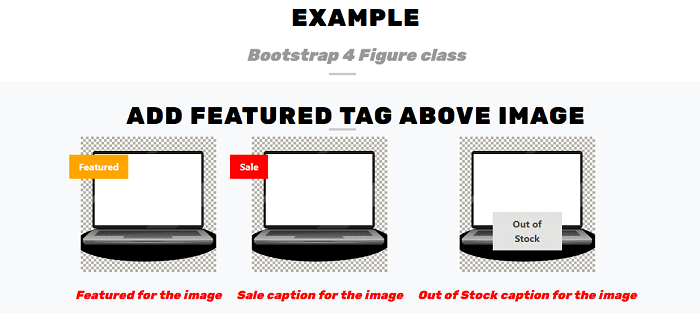 EXAMPLE
Bootstrap 4 Figure class
ADD FEATURED TAG ABOVE IMAGE
Featured
Sale
Out of
Stock
Featured for the image
Sale caption for the image
Out of Stock caption for the image